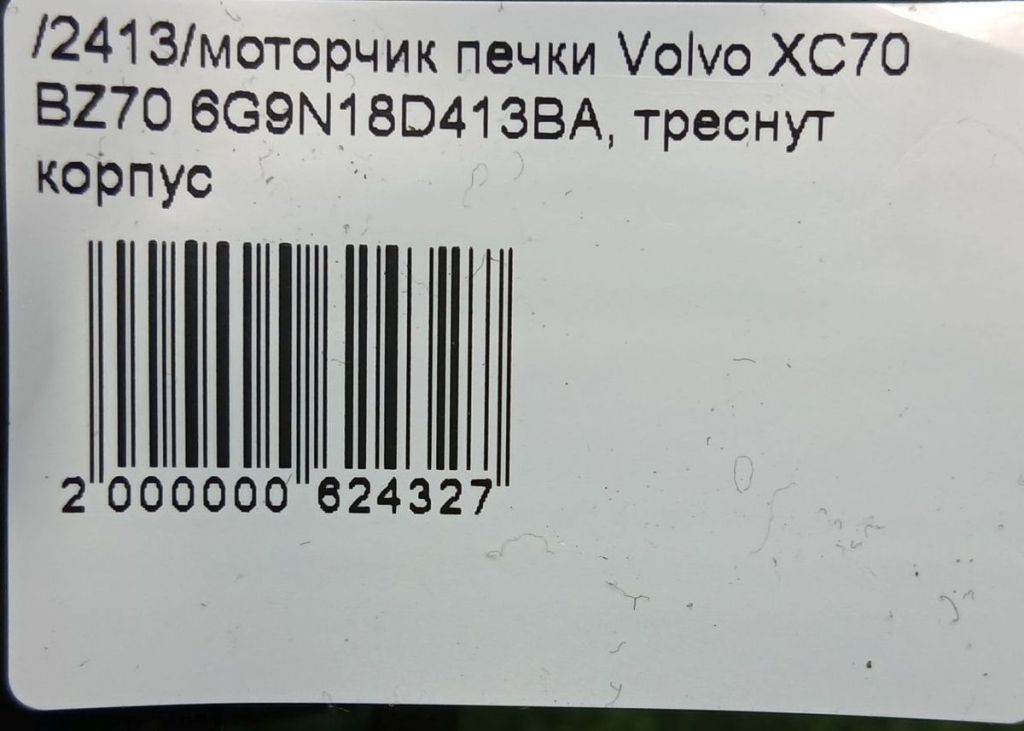 /2413/моторчик печки Volvo XC70
BZ70 6G9N18D413BA, треснут
корпус
2 000000 624327